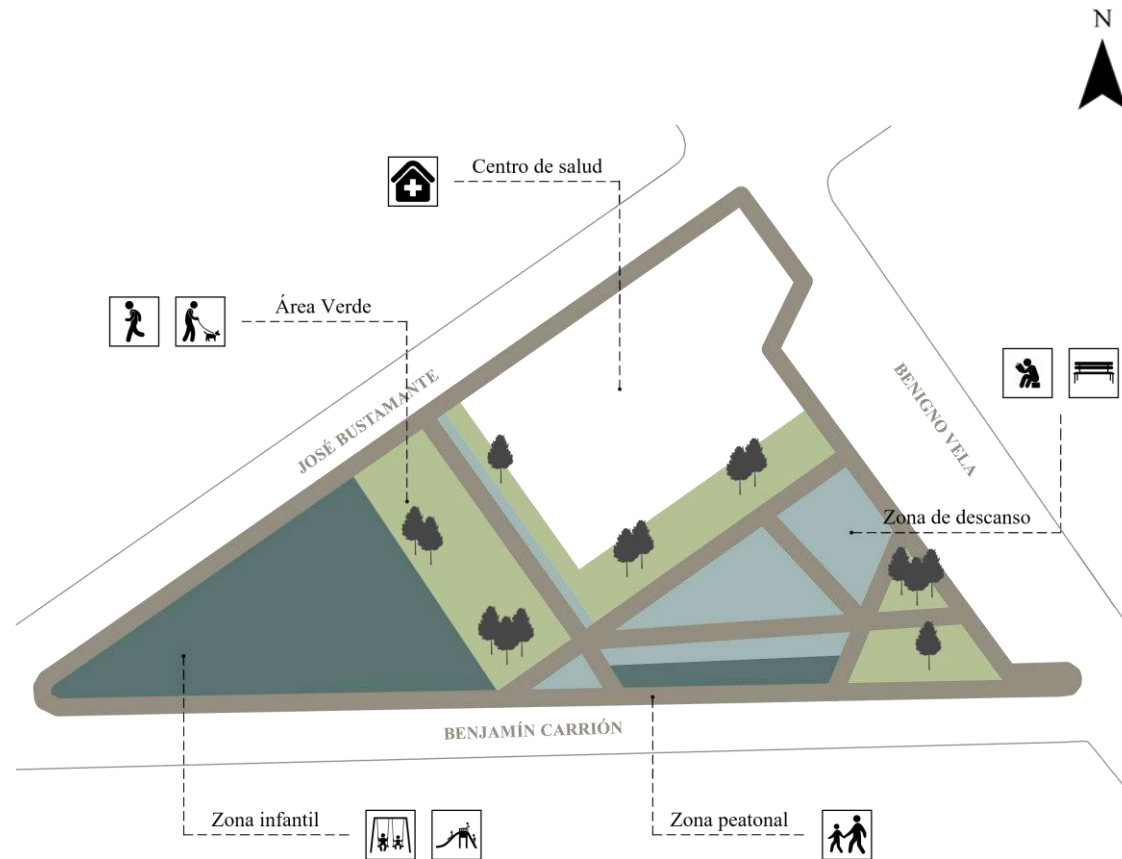 N
Centro de salud
Área Verde
JOSÉ BUSTAMANTE
BENIGNO VELA
Zona de descanso
BENJAMÍN CARRIÓN
Zona infantil
Zona peatonal